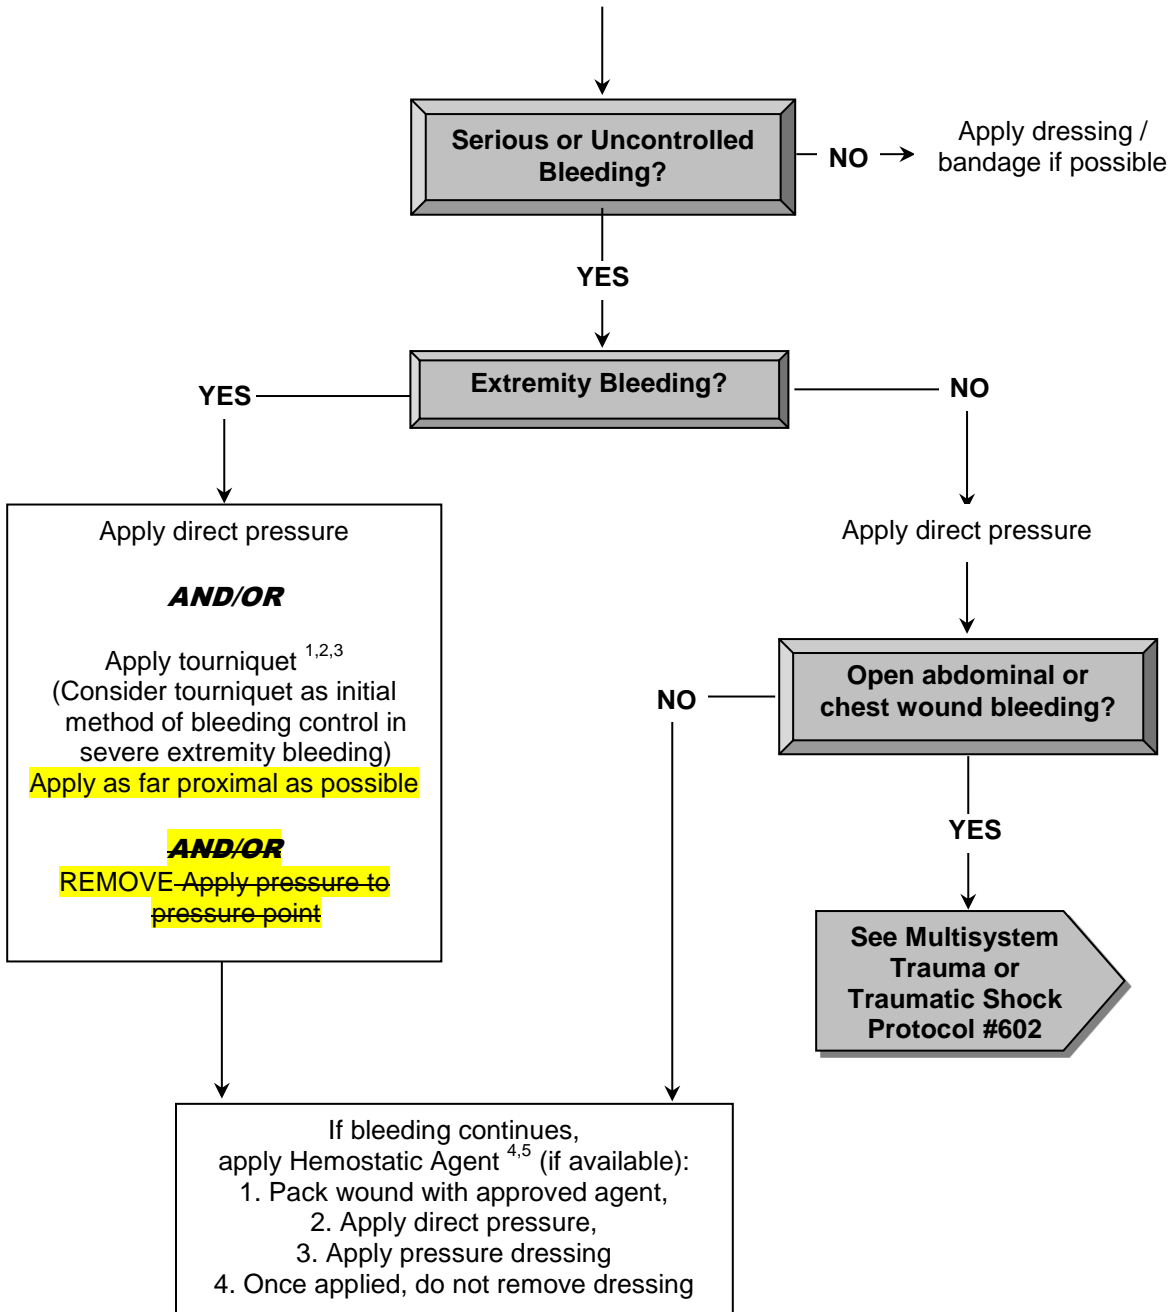 Serious or Uncontrolled
Bleeding?
NO
Apply dressing /
bandage if possible
YES
Extremity Bleeding?
YES
NO
Apply direct pressure
AND/OR
Apply tourniquet 1,2,3
(Consider tourniquet as initial
method of bleeding control in
severe extremity bleeding)
Apply as far proximal as possible
AND/OR
REMOVE Apply pressure to
pressure point
Apply direct pressure
Open abdominal or
chest wound bleeding?
NO
YES
See Multisystem
Trauma or
Traumatic Shock
Protocol #602
If bleeding continues,
apply Hemostatic Agent 4,5 (if available):
1. Pack wound with approved agent,
2. Apply direct pressure,
3. Apply pressure dressing
4. Once applied, do not remove dressing